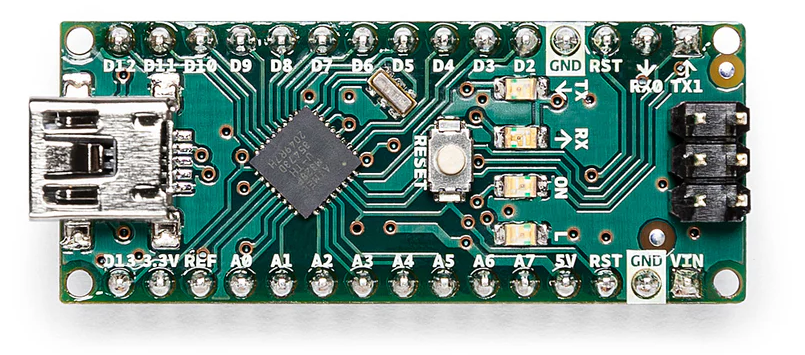 D12 D11 D10 D9 D8 D7 D6 D5 D4 D3 D2 GND RST RX0 TX1
TX
RX
RESET
ON
L
D13 3.3V REF A0 A1 A2 A3 A4 A5 A6 A7 5V RST GND VIN